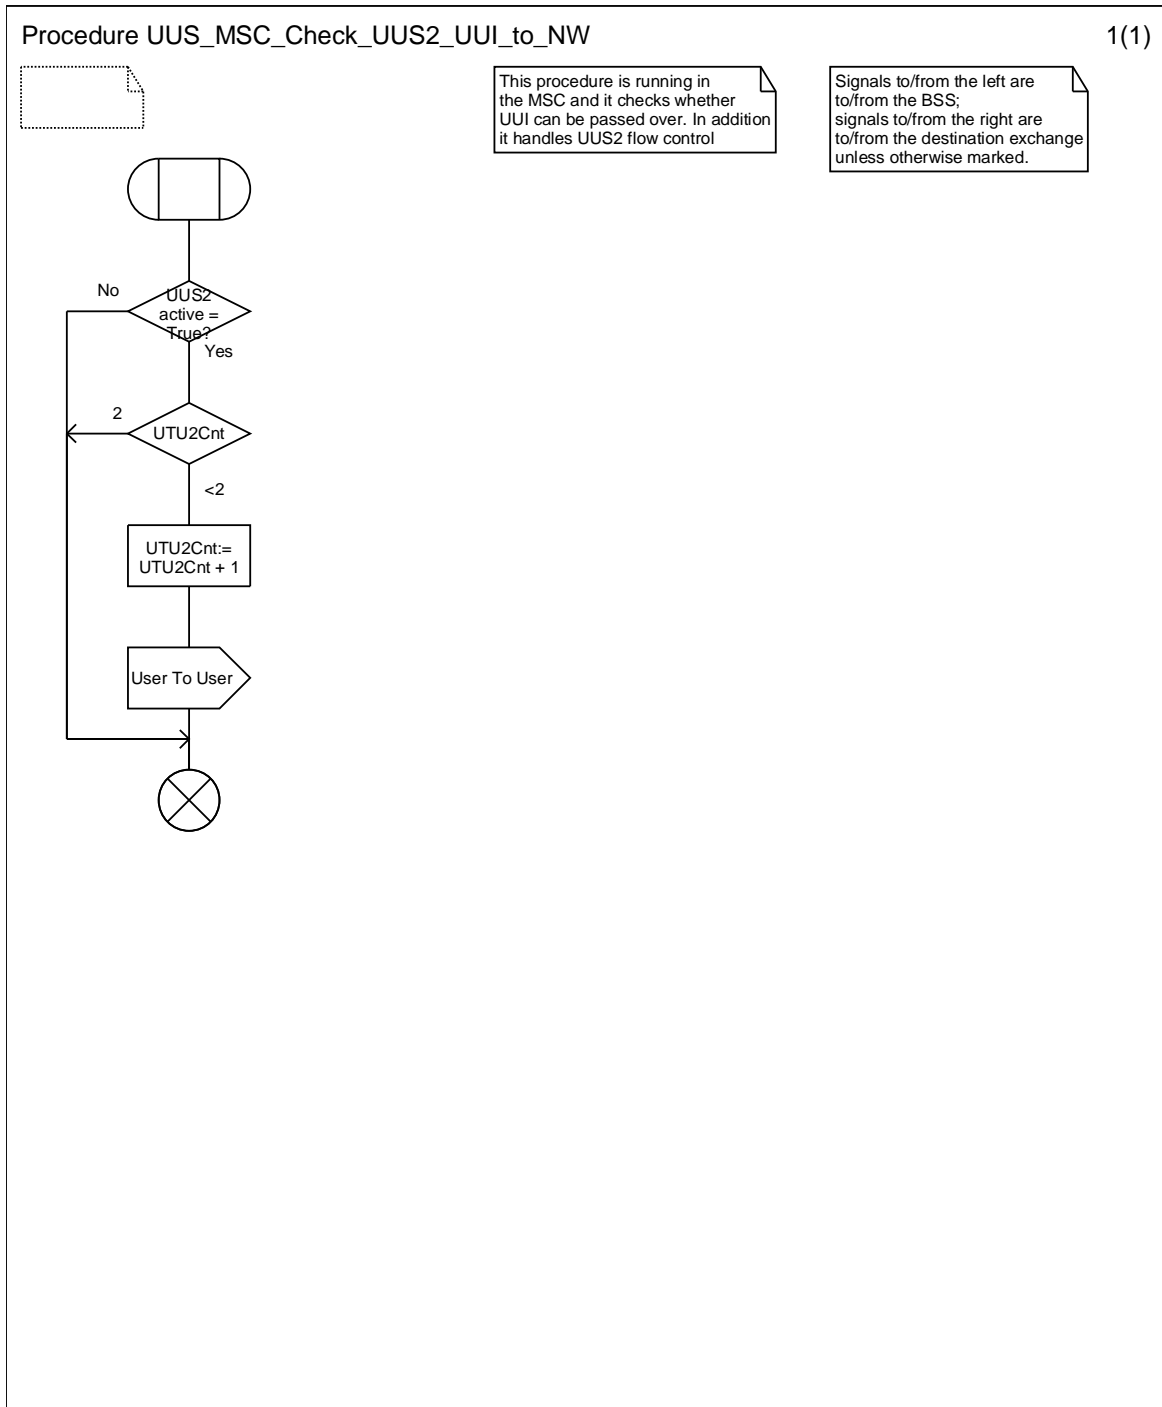 Procedure UUS_MSC_Check_UUS2_UUI_to_NW
1(1)
This procedure is running in
the MSC and it checks whether
UUI can be passed over. In addition
it handles UUS2 flow control
Signals to/from the left are
to/from the BSS;
signals to/from the right are
to/from the destination exchange
unless otherwise marked.
No
UUS2
active =
True?
Yes
2
UTU2Cnt
<2
UTU2Cnt:=
UTU2Cnt + 1
User To User